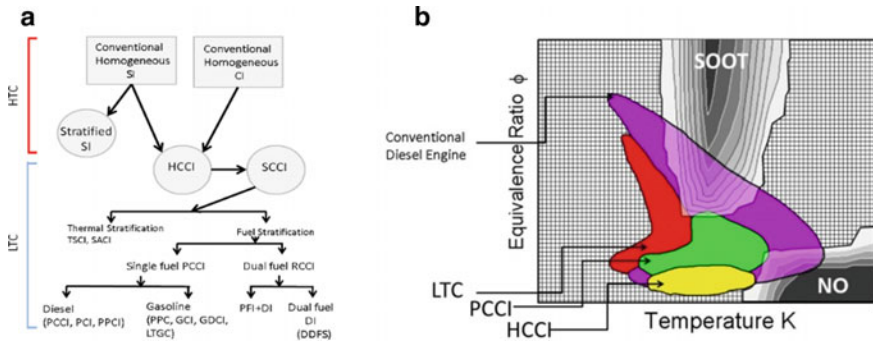 a
HTC
Conventional
Homogeneous
SI
Conventional
Homogeneous
CI
Stratified
SI
HCCI
SCCI
LTC
Thermal Stratification
TSCI, SACI
Fuel Stratification
Single fuel PCCI
Dual fuel RCCI
Diesel
(PCCI, PCI, PPCI)
Gasoline
(PPC, GCI, GDCI,
LTGC)
PFI+DI
Dual fuel
DI
(DDFS)
b
SOOT
Equivalence Ratio ϕ
Conventional
Diesel Engine
LTC
PCCI
HCCI
NO
Temperature K